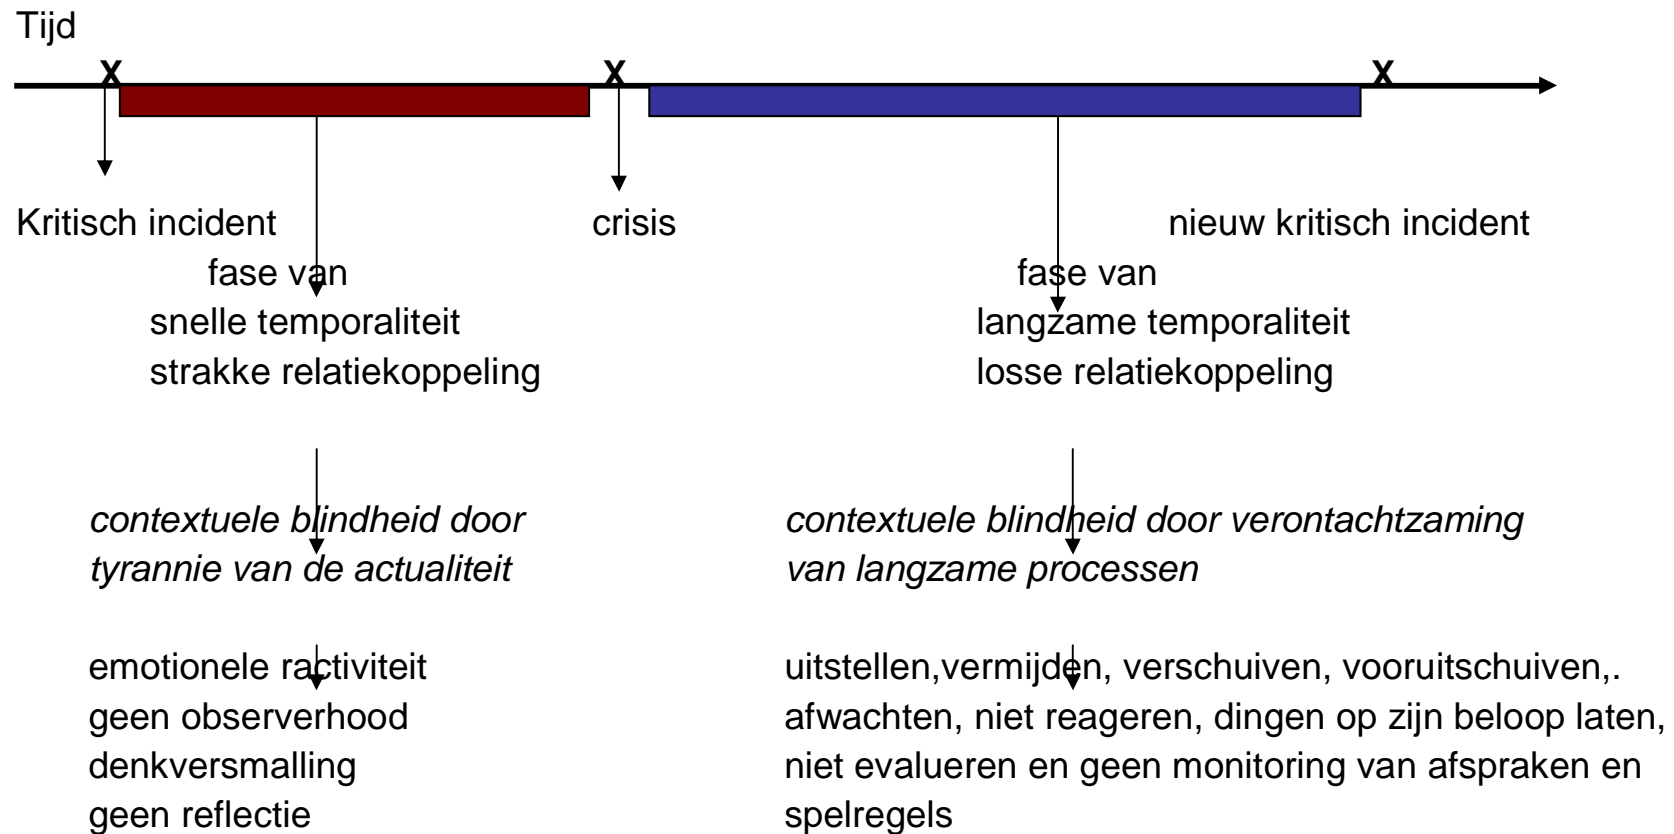 Tijd
X X X
Kritisch incident crisis nieuw kritisch incident
fase van fase van
snelle temporaliteit langzame temporaliteit
strakke relatiekoppeling losse relatiekoppeling
contextuele blindheid door contextuele blindheid door verontachtzaming
tyrannie van de actualiteit van langzame processen
emotionele ractiviteit uitstellen,vermijden, verschuiven, vooruitschuiven,.
geen observerhood afwachten, niet reageren, dingen op zijn beloop laten,
denkversmalling niet evalueren en geen monitoring van afspraken en
geen reflectie spelregels